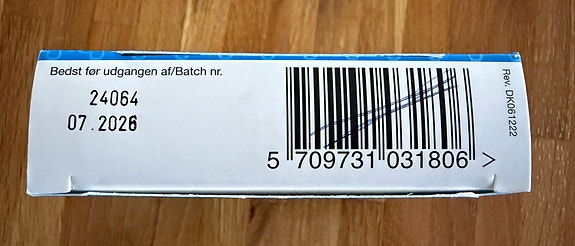 Bedst før udgangen af/Batch nr.
24064
07.2026
5 709731 031806 >
Rev. DK061222